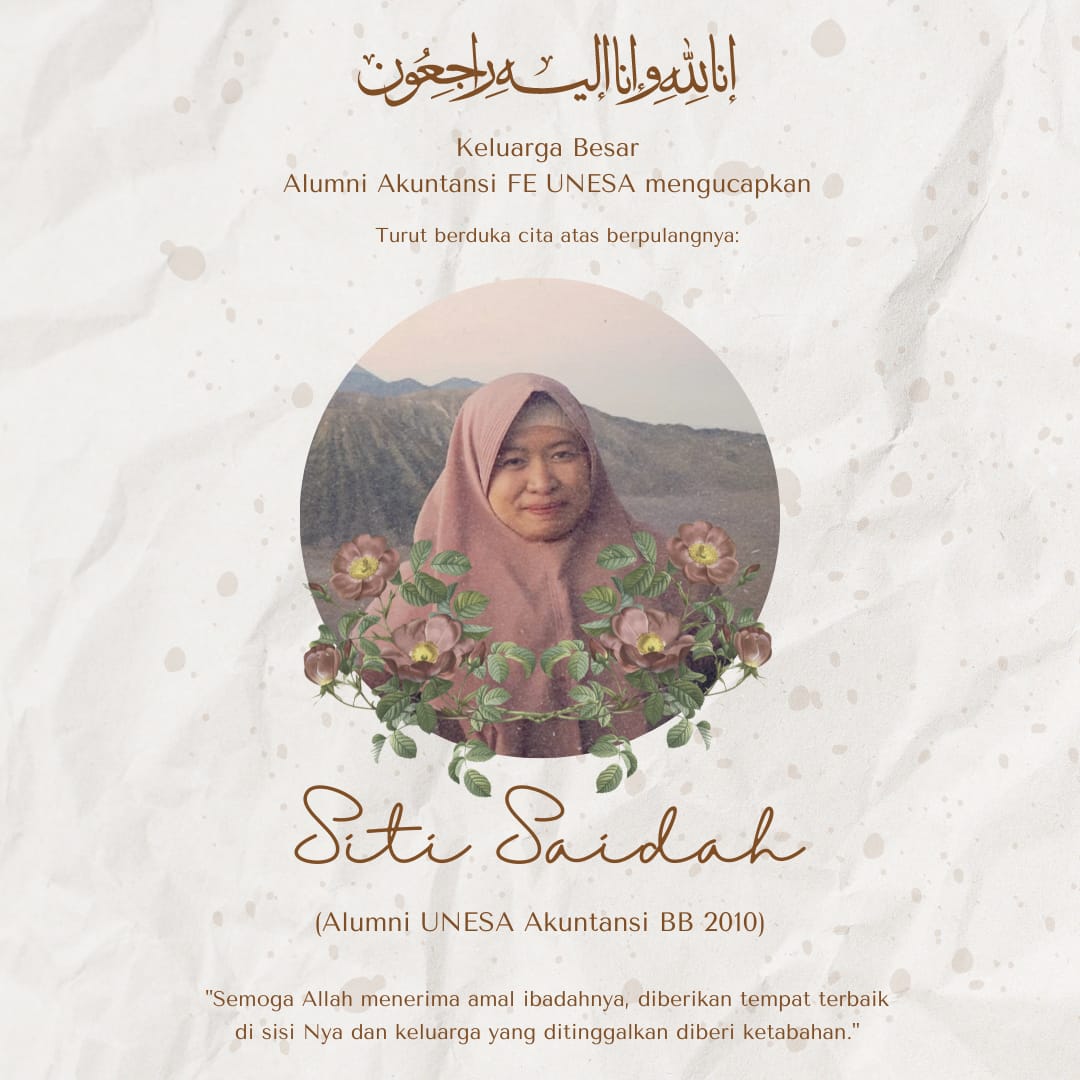 إنا لله وإنا إليه راجعون
Keluarga Besar
Alumni Akuntansi FE UNESA mengucapkan
Turut berduka cita atas berpulangnya:
Siti Saidah
(Alumni UNESA Akuntansi BB 2010)
"Semoga Allah menerima amal ibadahnya, diberikan tempat terbaik
di sisi Nya dan keluarga yang ditinggalkan diberi ketabahan."